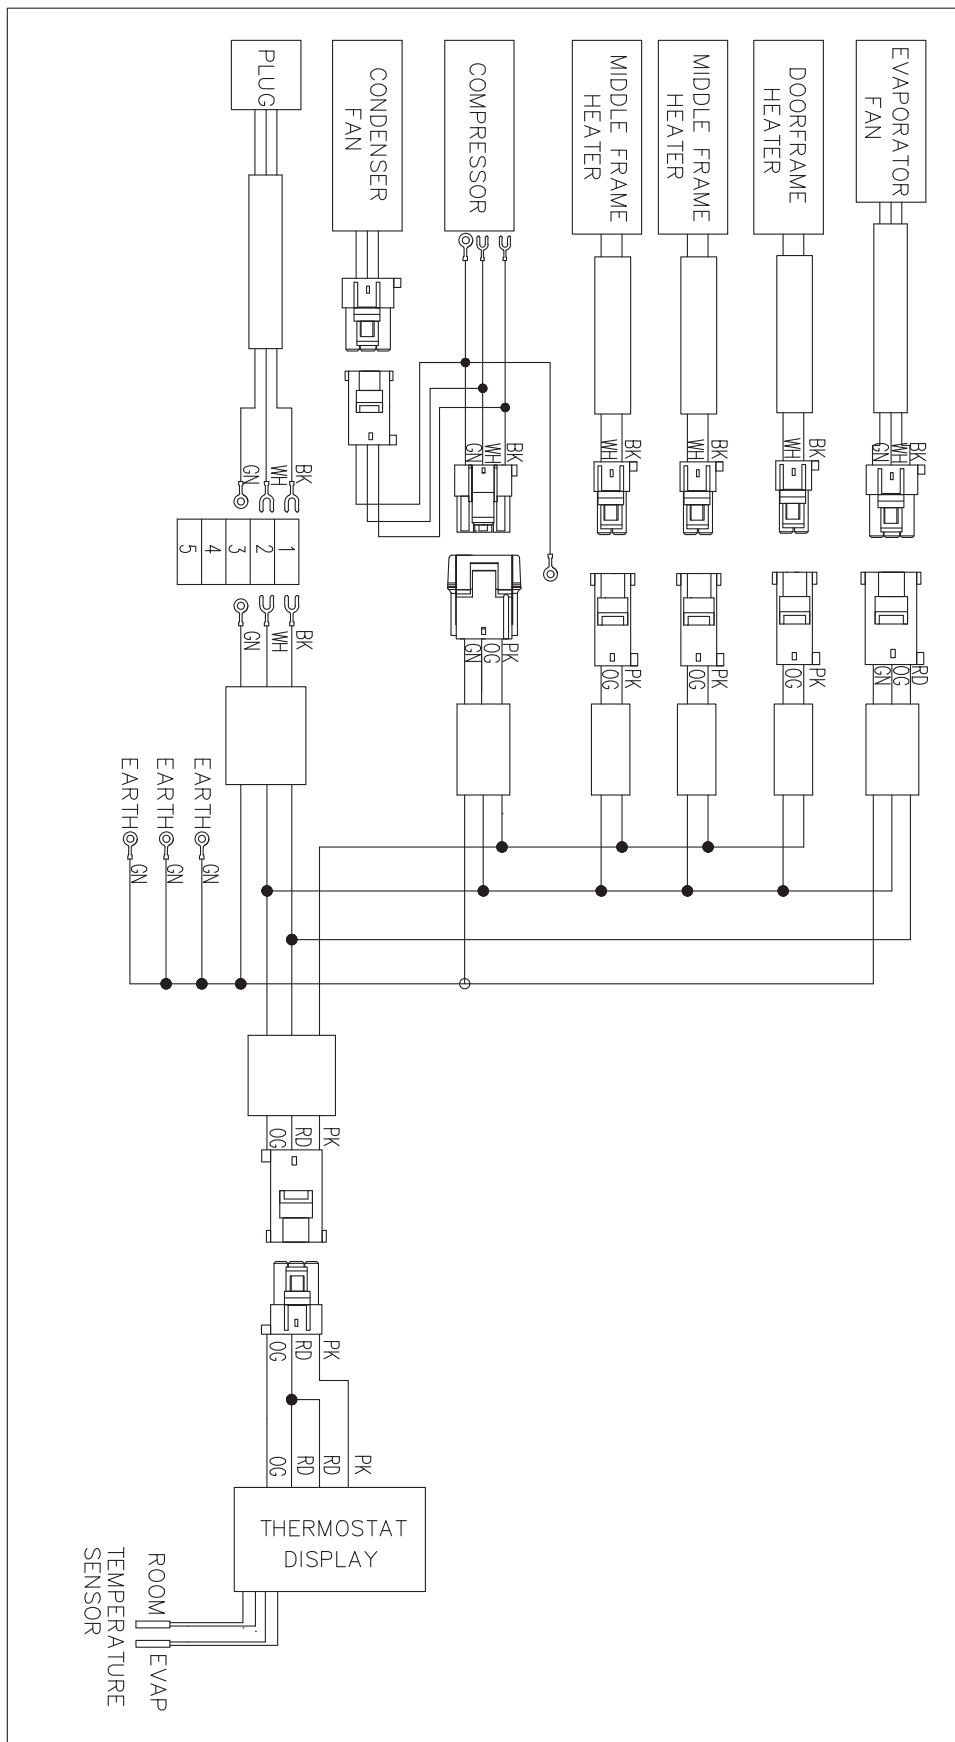 PLUG
CONDENSER
FAN
COMPRESSOR
MIDDLE FRAME
HEATER
MIDDLE FRAME
HEATER
DOORFRAME
HEATER
EVAPORATOR
FAN
GN
WH
BK
GN
WH
BK
WH
BK
WH
BK
WH
BK
GN
WH
BK
5
4
3
2
1
GN
WH
BK
GN
OG
PK
OG
PK
OG
PK
OG
PK
GN
OG
RD
EARTH
EARTH
EARTH
GN
GN
GN
OG
RD
PK
OG
RD
PK
OG
RD
RD
PK
THERMOSTAT
DISPLAY
ROOM
EVAP
TEMPERATURE
SENSOR